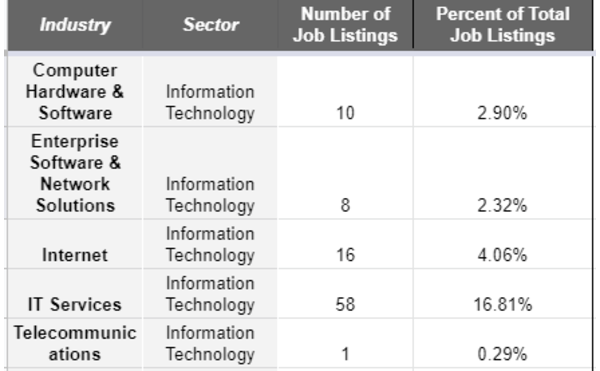 Industry Sector Number of Job Listings Percent of Total Job Listings
Computer Hardware & Software Information Technology 10 2.90%
Enterprise Software & Network Solutions Information Technology 8 2.32%
Internet Information Technology 16 4.06%
IT Services Information Technology 58 16.81%
Telecommunications Information Technology 1 0.29%